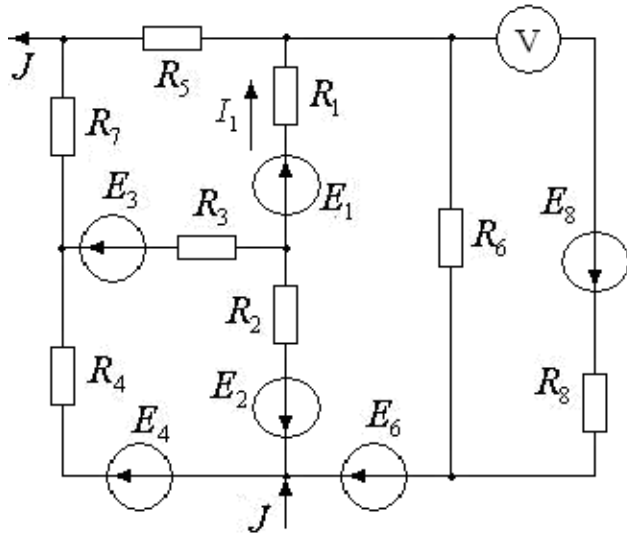 V
J
R₅
R₁
I₁
R₇
E₃
R₃
E₁
E₈
R₆
R₂
R₄
E₂
R₈
E₄
E₆
J